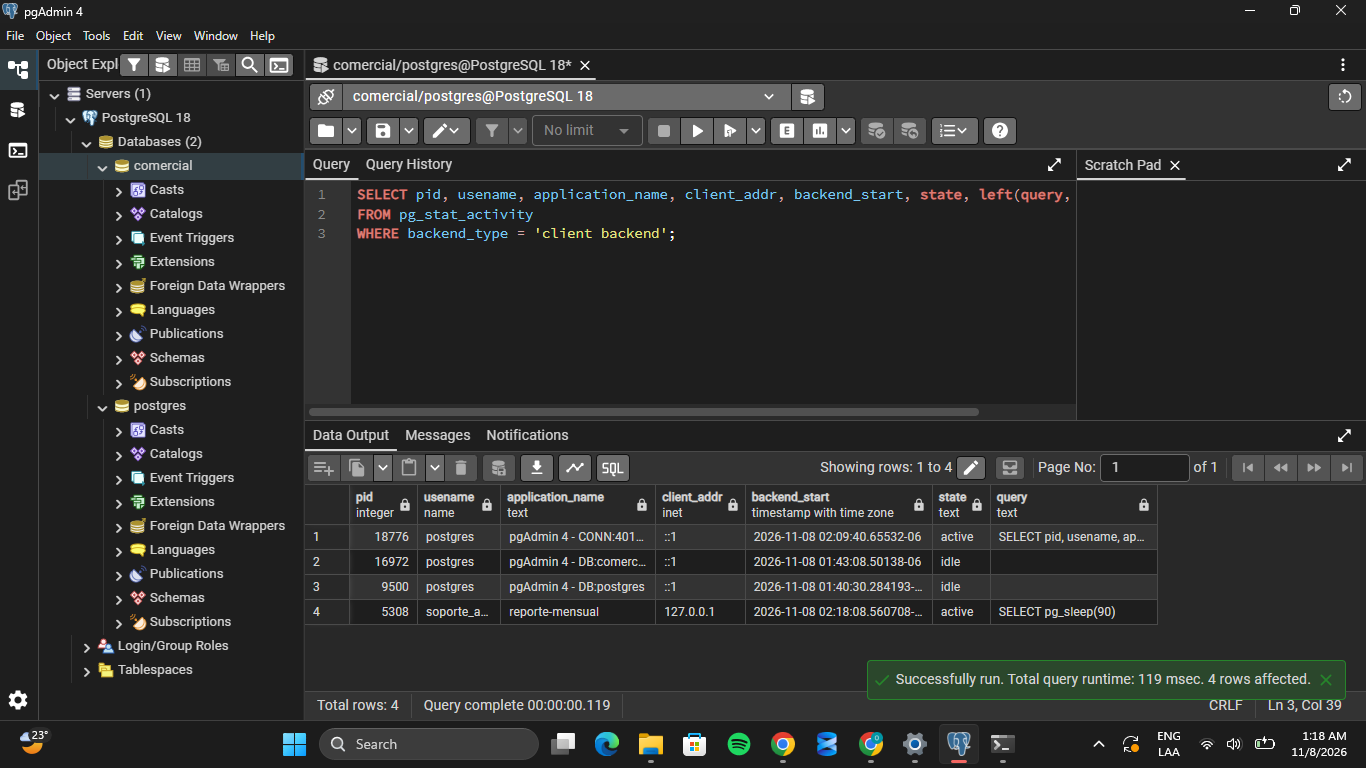 pgAdmin 4
File Object Tools Edit View Window Help
Object Expl
comercial/postgres@PostgreSQL 18*
comercial/postgres@PostgreSQL 18
No limit
Servers (1)
PostgreSQL 18
Databases (2)
comercial
Casts
Catalogs
Event Triggers
Extensions
Foreign Data Wrappers
Languages
Publications
Schemas
Subscriptions
postgres
Casts
Catalogs
Event Triggers
Extensions
Foreign Data Wrappers
Languages
Publications
Schemas
Subscriptions
Login/Group Roles
Tablespaces
Query Query History
Scratch Pad
1 SELECT pid, usename, application_name, client_addr, backend_start, state, left(query,
2 FROM pg_stat_activity
3 WHERE backend_type = 'client backend';
Data Output Messages Notifications
SQL Showing rows: 1 to 4 Page No: 1 of 1
pid usename application_name client_addr backend_start state query
integer name text inet timestamp with time zone text text
1 18776 postgres pgAdmin 4 - CONN:401... ::1 2026-11-08 02:09:40.65532-06 active SELECT pid, usename, ap...
2 16972 postgres pgAdmin 4 - DB:comerc... ::1 2026-11-08 01:43:08.50138-06 idle
3 9500 postgres pgAdmin 4 - DB:postgres ::1 2026-11-08 01:40:30.284193-... idle
4 5308 soporte_a... reporte-mensual 127.0.0.1 2026-11-08 02:18:08.560708-... active SELECT pg_sleep(90)
Successfully run. Total query runtime: 119 msec. 4 rows affected.
Total rows: 4 Query complete 00:00:00.119 CRLF Ln 3, Col 39
23°
Search
ENG
LAA
1:18 AM
11/8/2026